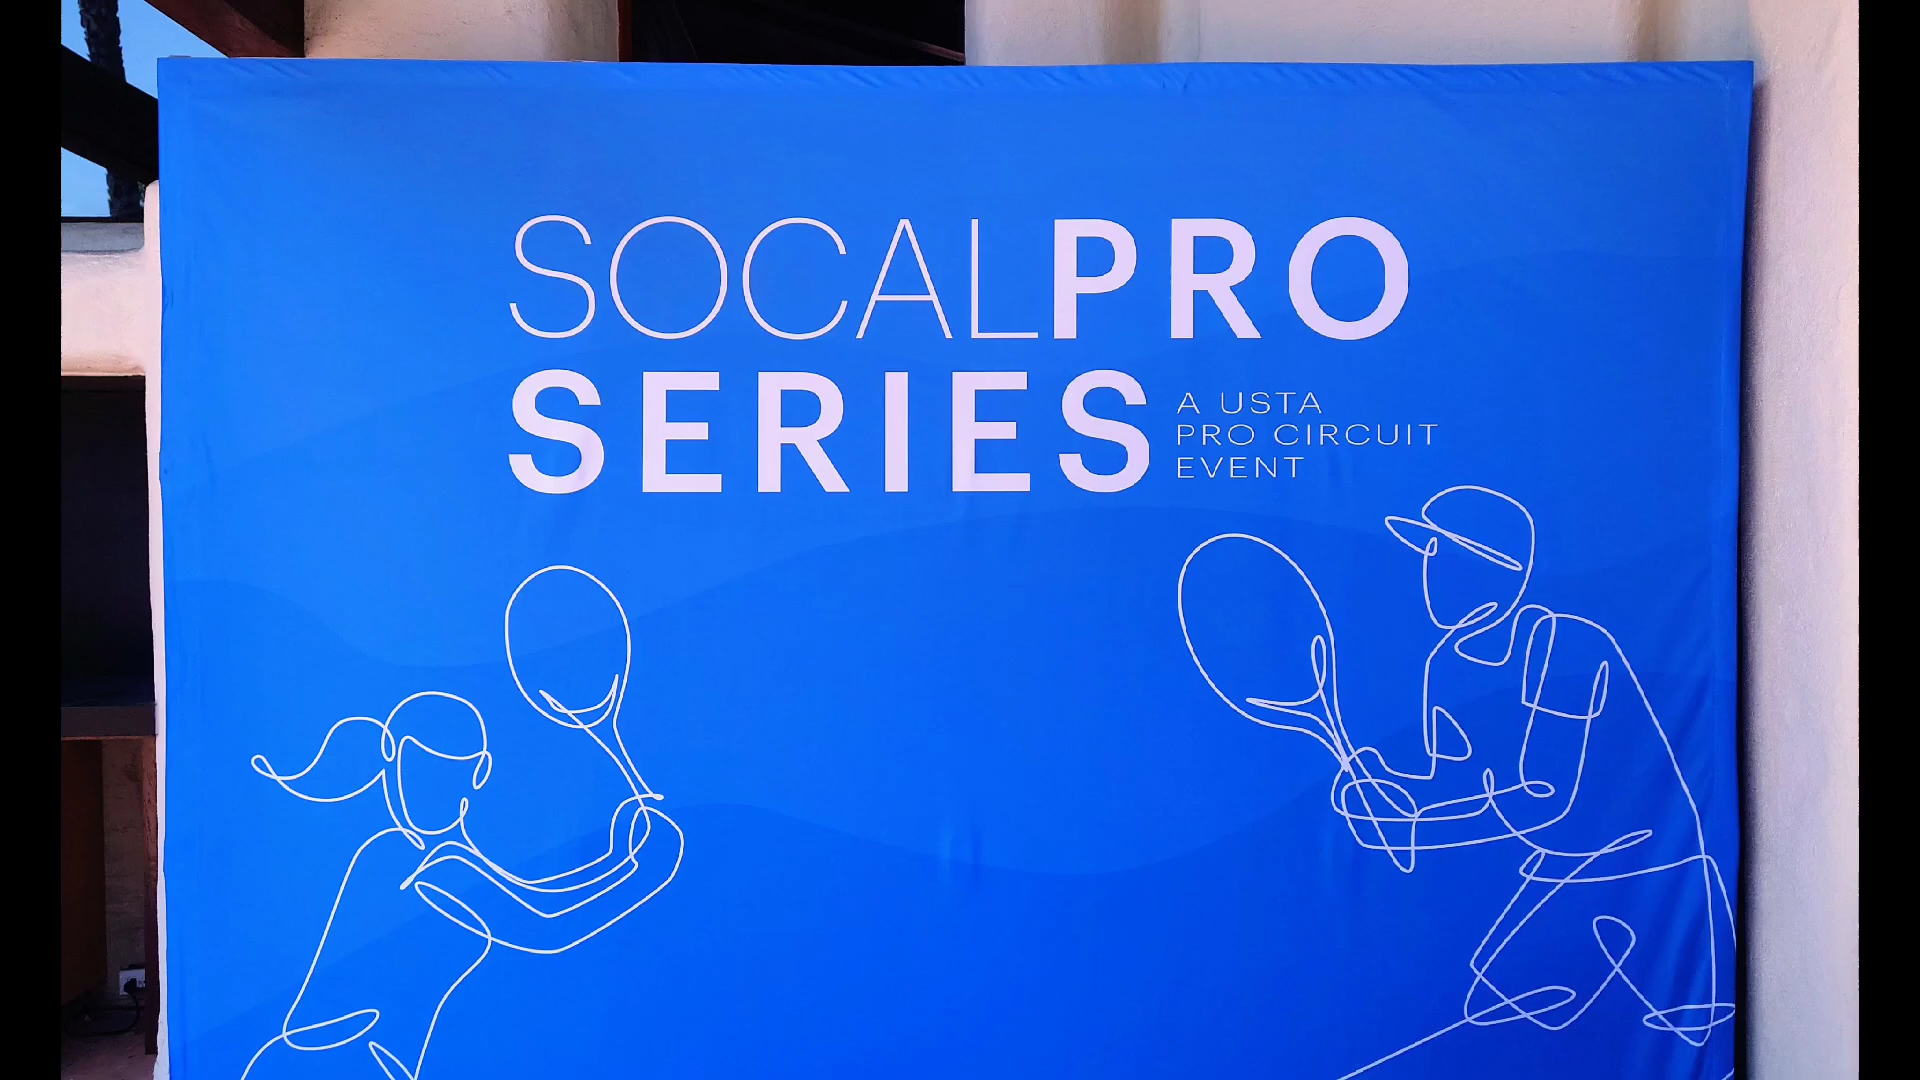 SOCALPRO
SERIES
A USTA
PRO CIRCUIT
EVENT